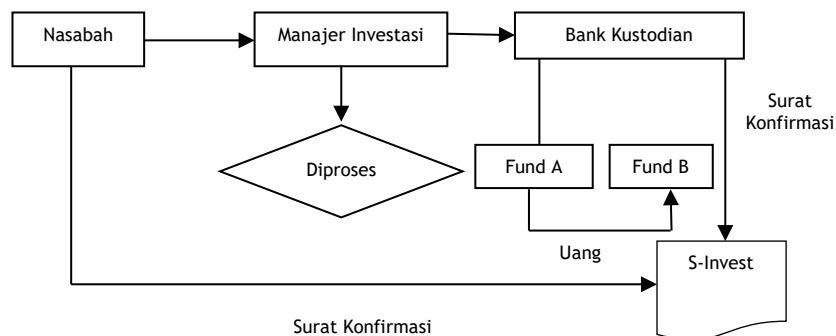 Nasabah
Manajer Investasi
Bank Kustodian
Surat
Konfirmasi
Diproses
Fund A
Fund B
Uang
S-Invest
Surat Konfirmasi